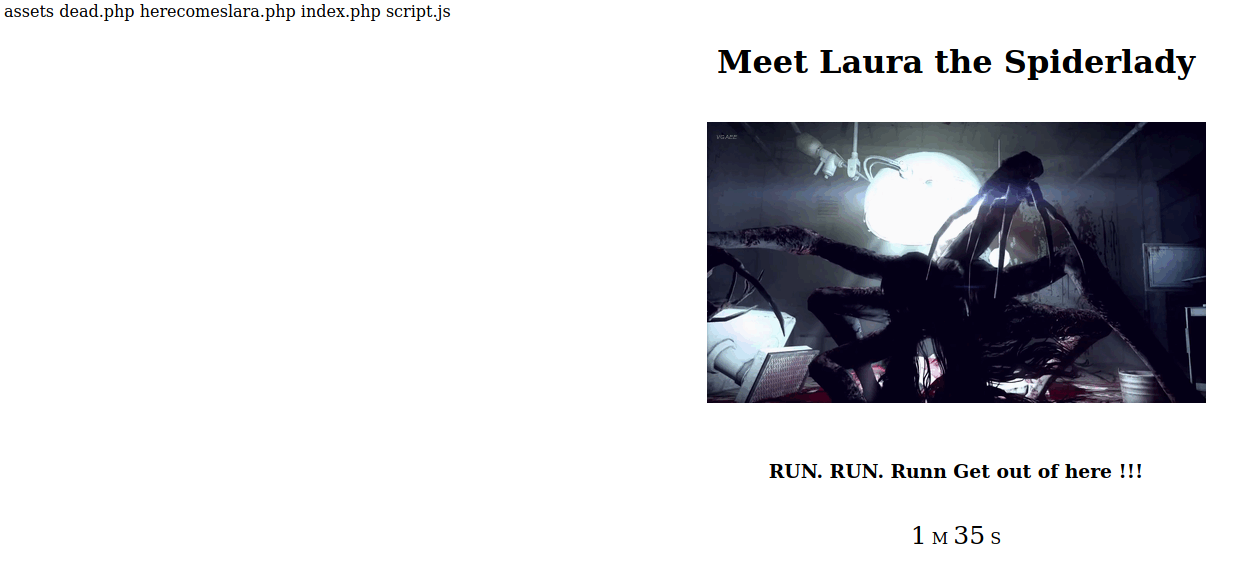 assets dead.php herecomeslara.php index.php script.js
Meet Laura the Spiderlady
VGABE
RUN. RUN. Runn Get out of here !!!
1 M 35 S